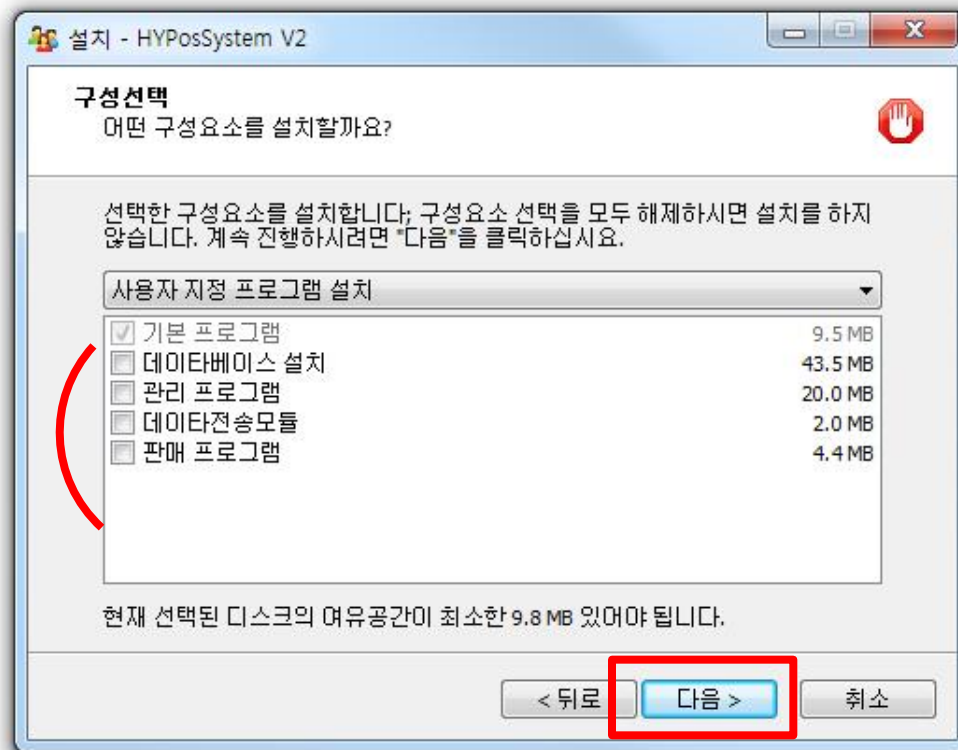 설치 - HYPosSystem V2
구성선택
어떤 구성요소를 설치할까요?
선택한 구성요소를 설치합니다; 구성요소 선택을 모두 해제하시면 설치를 하지
않습니다. 계속 진행하시려면 "다음"을 클릭하십시요.
사용자 지정 프로그램 설치
기본 프로그램 9.5 MB
데이타베이스 설치 43.5 MB
관리 프로그램 20.0 MB
데이타전송모듈 2.0 MB
판매 프로그램 4.4 MB
현재 선택된 디스크의 여유공간이 최소한 9.8 MB 있어야 됩니다.
< 뒤로 다음 > 취소